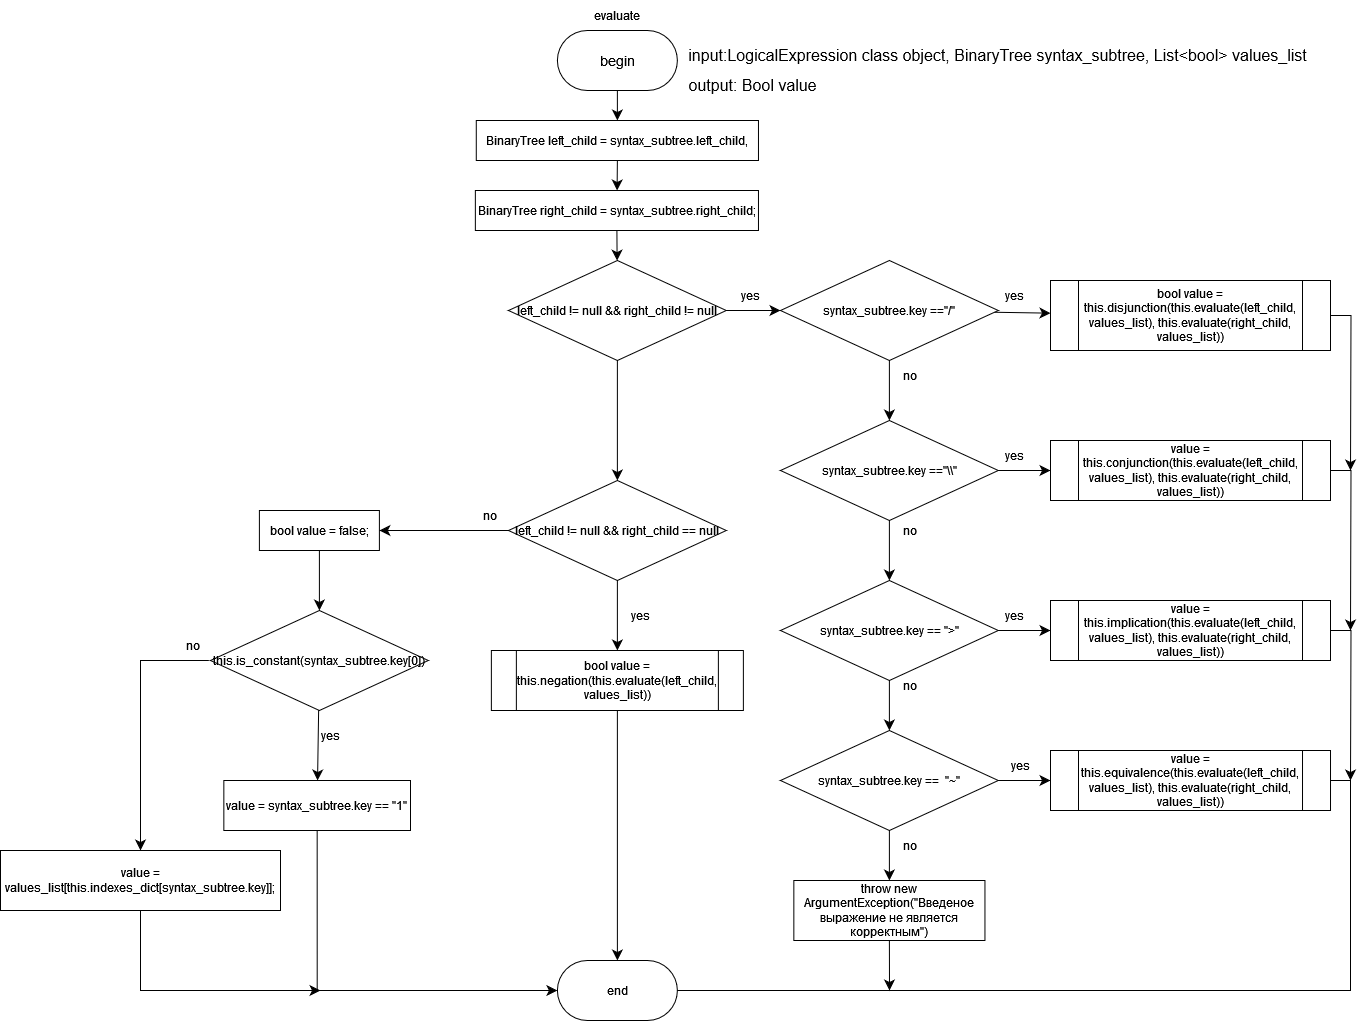 evaluate
begin
input:LogicalExpression class object, BinaryTree syntax_subtree, List<bool> values_list
output: Bool value
BinaryTree left_child = syntax_subtree.left_child,
BinaryTree right_child = syntax_subtree.right_child;
left_child != null && right_child != null
yes
syntax_subtree.key =="/"
yes
bool value =
this.disjunction(this.evaluate(left_child,
values_list), this.evaluate(right_child,
values_list))
no
syntax_subtree.key =="\\"
yes
value =
this.conjunction(this.evaluate(left_child,
values_list), this.evaluate(right_child,
values_list))
no
left_child != null && right_child == null
no
bool value = false;
yes
bool value =
this.negation(this.evaluate(left_child,
values_list))
syntax_subtree.key == ">"
yes
value =
this.implication(this.evaluate(left_child,
values_list), this.evaluate(right_child,
values_list))
no
this.is_constant(syntax_subtree.key[0])
no
yes
value = syntax_subtree.key == "1"
value =
values_list[this.indexes_dict[syntax_subtree.key]];
syntax_subtree.key ==  "~"
yes
value =
this.equivalence(this.evaluate(left_child,
values_list), this.evaluate(right_child,
values_list))
no
throw new
ArgumentException("Введеное
выражение не является
корректным")
end